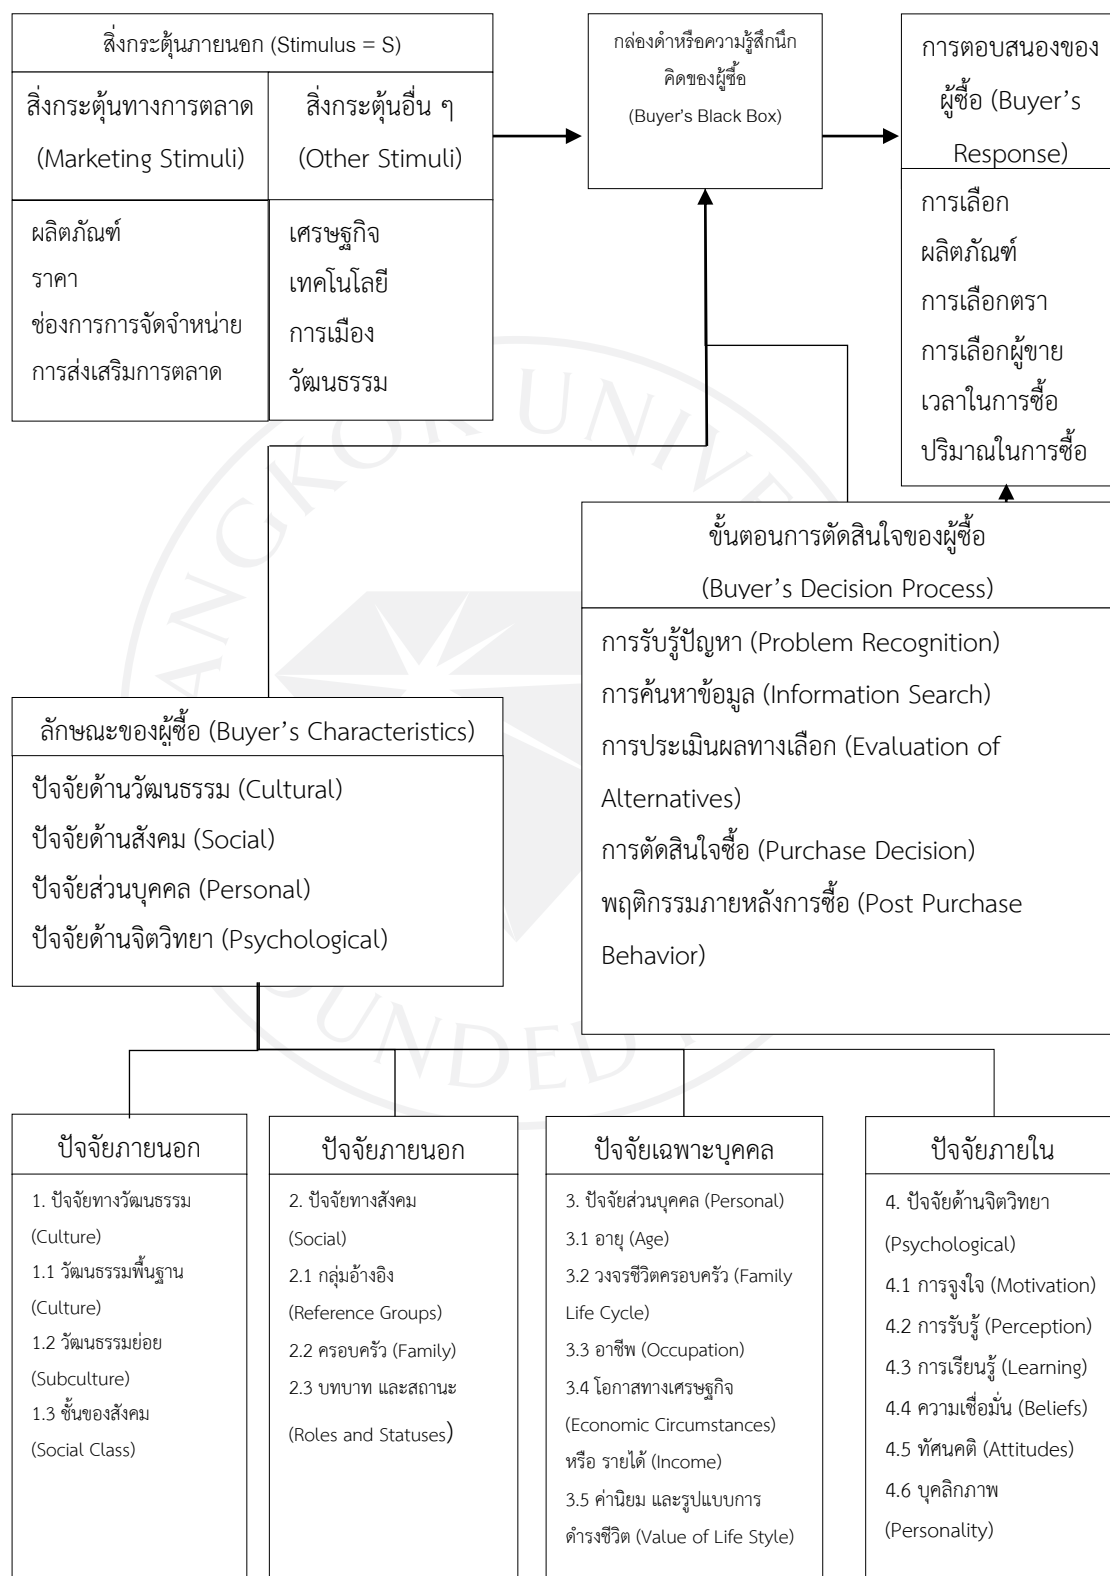 สิ่งกระตุ้นภายนอก (Stimulus = S)
สิ่งกระตุ้นทางการตลาด
(Marketing Stimuli)
สิ่งกระตุ้นอื่น ๆ
(Other Stimuli)
ผลิตภัณฑ์
ราคา
ช่องการการจัดจำหน่าย
การส่งเสริมการตลาด
เศรษฐกิจ
เทคโนโลยี
การเมือง
วัฒนธรรม
กล่องดำหรือความรู้สึกนึก
คิดของผู้ซื้อ
(Buyer's Black Box)
การตอบสนองของ
ผู้ซื้อ (Buyer’s
Response)
การเลือก
ผลิตภัณฑ์
การเลือกตรา
การเลือกผู้ขาย
เวลาในการซื้อ
ปริมาณในการซื้อ
ขั้นตอนการตัดสินใจของผู้ซื้อ
(Buyer’s Decision Process)
การรับรู้ปัญหา (Problem Recognition)
การค้นหาข้อมูล (Information Search)
การประเมินผลทางเลือก (Evaluation of
Alternatives)
การตัดสินใจซื้อ (Purchase Decision)
พฤติกรรมภายหลังการซื้อ (Post Purchase
Behavior)
ลักษณะของผู้ซื้อ (Buyer’s Characteristics)
ปัจจัยด้านวัฒนธรรม (Cultural)
ปัจจัยด้านสังคม (Social)
ปัจจัยส่วนบุคคล (Personal)
ปัจจัยด้านจิตวิทยา (Psychological)
ปัจจัยภายนอก
1. ปัจจัยทางวัฒนธรรม
(Culture)
1.1 วัฒนธรรมพื้นฐาน
(Culture)
1.2 วัฒนธรรมย่อย
(Subculture)
1.3 ชั้นของสังคม
(Social Class)
ปัจจัยภายนอก
2. ปัจจัยทางสังคม
(Social)
2.1 กลุ่มอ้างอิง
(Reference Groups)
2.2 ครอบครัว (Family)
2.3 บทบาท และสถานะ
(Roles and Statuses)
ปัจจัยเฉพาะบุคคล
3. ปัจจัยส่วนบุคคล (Personal)
3.1 อายุ (Age)
3.2 วงจรชีวิตครอบครัว (Family
Life Cycle)
3.3 อาชีพ (Occupation)
3.4 โอกาสทางเศรษฐกิจ
(Economic Circumstances)
หรือ รายได้ (Income)
3.5 ค่านิยม และรูปแบบการ
ดำรงชีวิต (Value of Life Style)
ปัจจัยภายใน
4. ปัจจัยด้านจิตวิทยา
(Psychological)
4.1 การจูงใจ (Motivation)
4.2 การรับรู้ (Perception)
4.3 การเรียนรู้ (Learning)
4.4 ความเชื่อมั่น (Beliefs)
4.5 ทัศนคติ (Attitudes)
4.6 บุคลิกภาพ
(Personality)